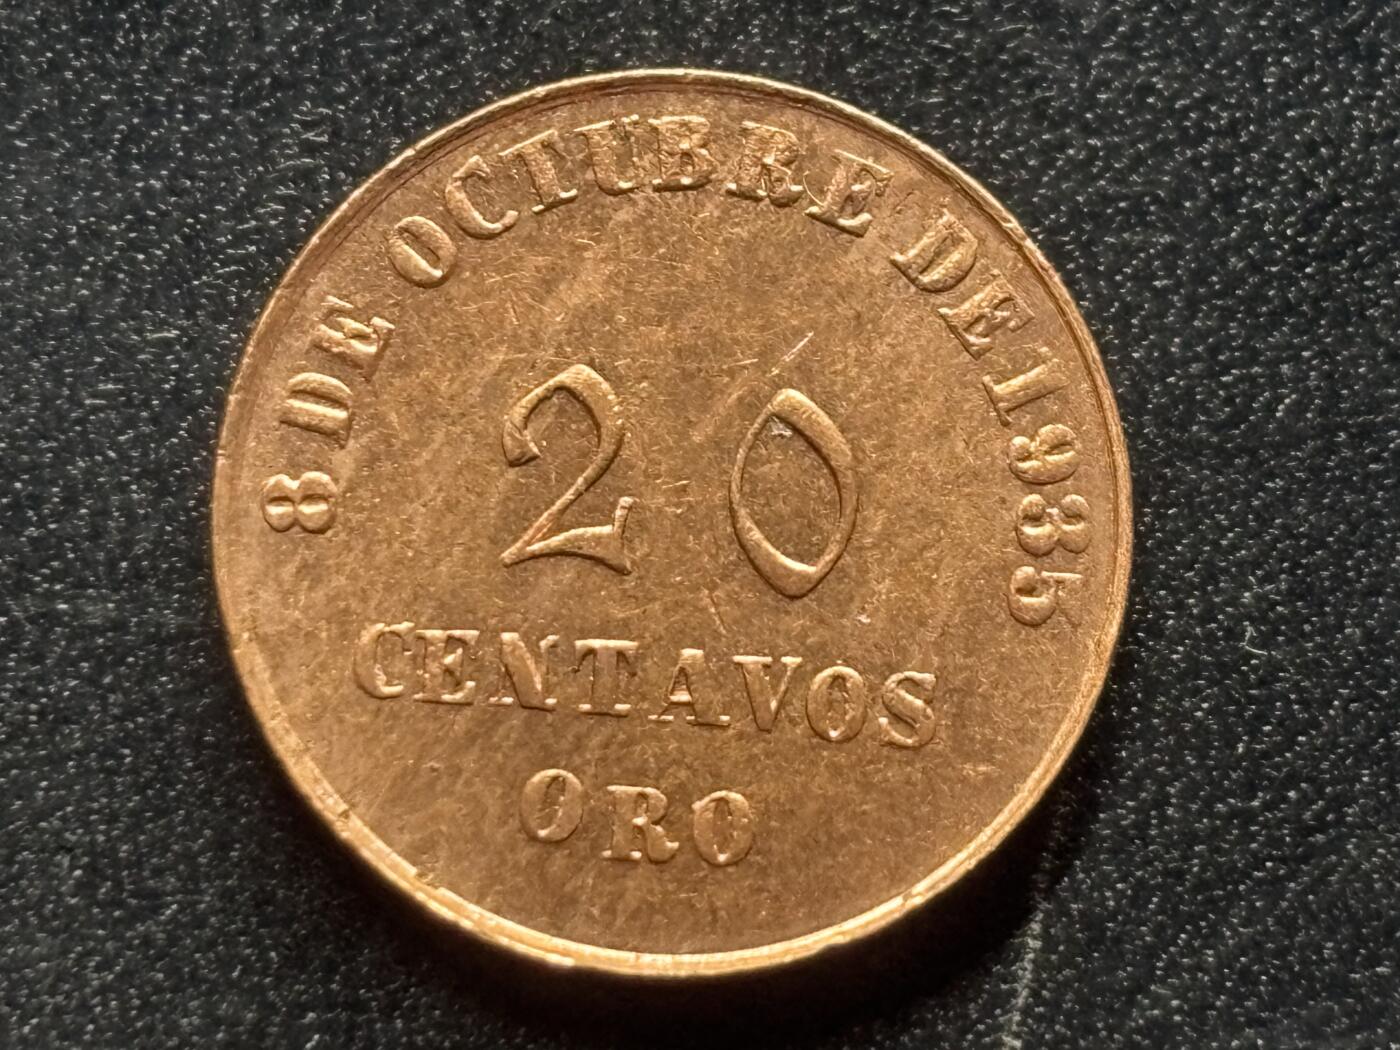 8 DE OCTUBRE DE 1935
20
CENTAVOS
ORO